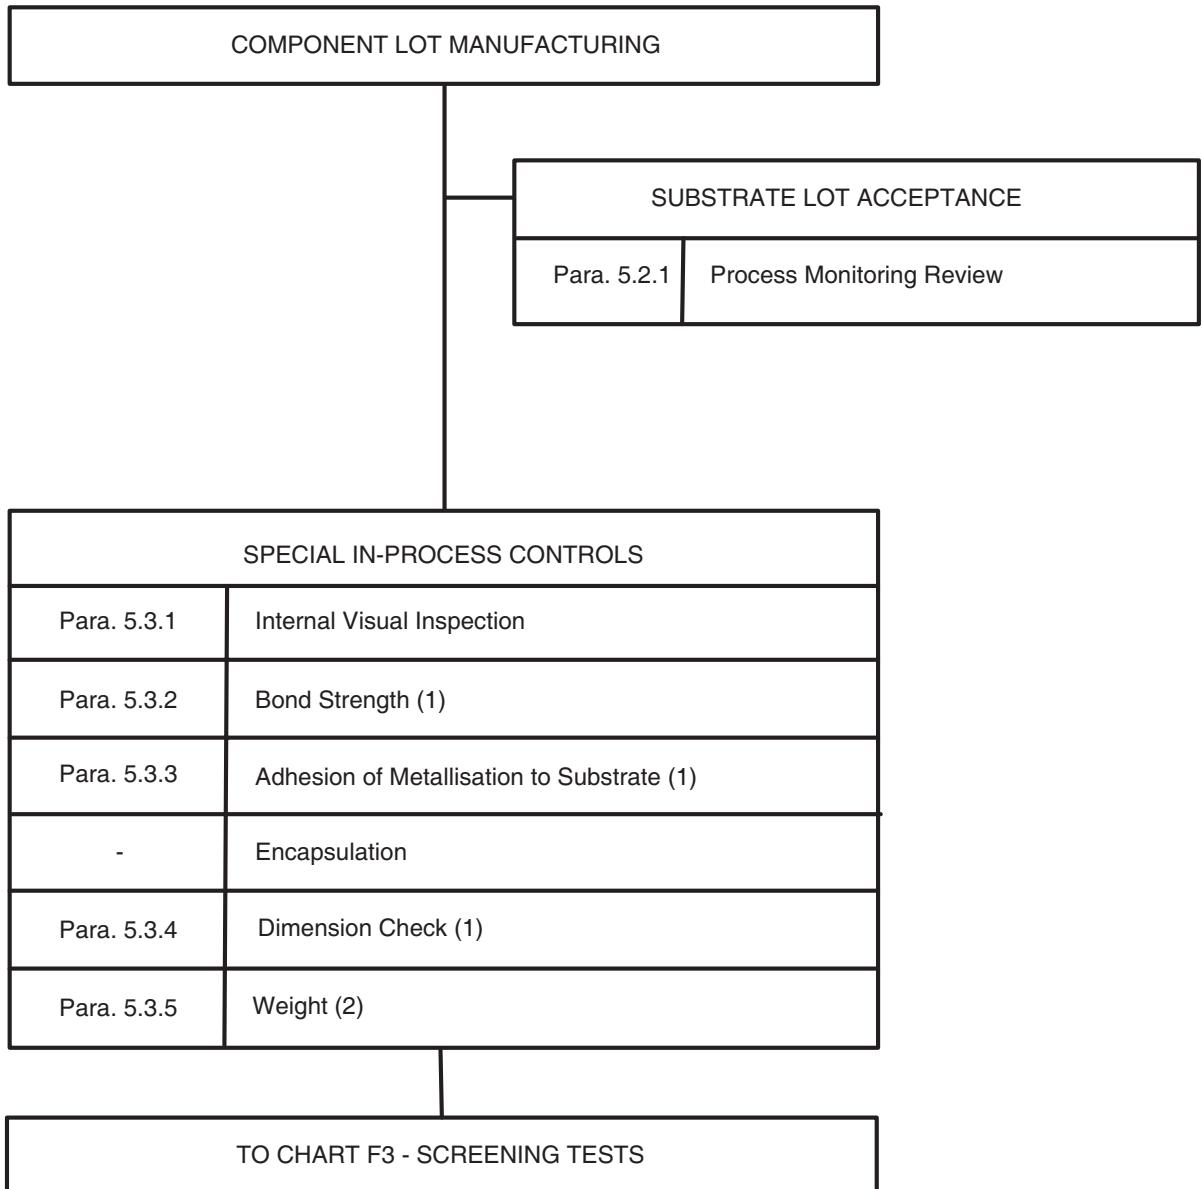 COMPONENT LOT MANUFACTURING
SUBSTRATE LOT ACCEPTANCE
Para. 5.2.1 Process Monitoring Review
SPECIAL IN-PROCESS CONTROLS
Para. 5.3.1 Internal Visual Inspection
Para. 5.3.2 Bond Strength (1)
Para. 5.3.3 Adhesion of Metallisation to Substrate (1)
- Encapsulation
Para. 5.3.4 Dimension Check (1)
Para. 5.3.5 Weight (2)
TO CHART F3 - SCREENING TESTS